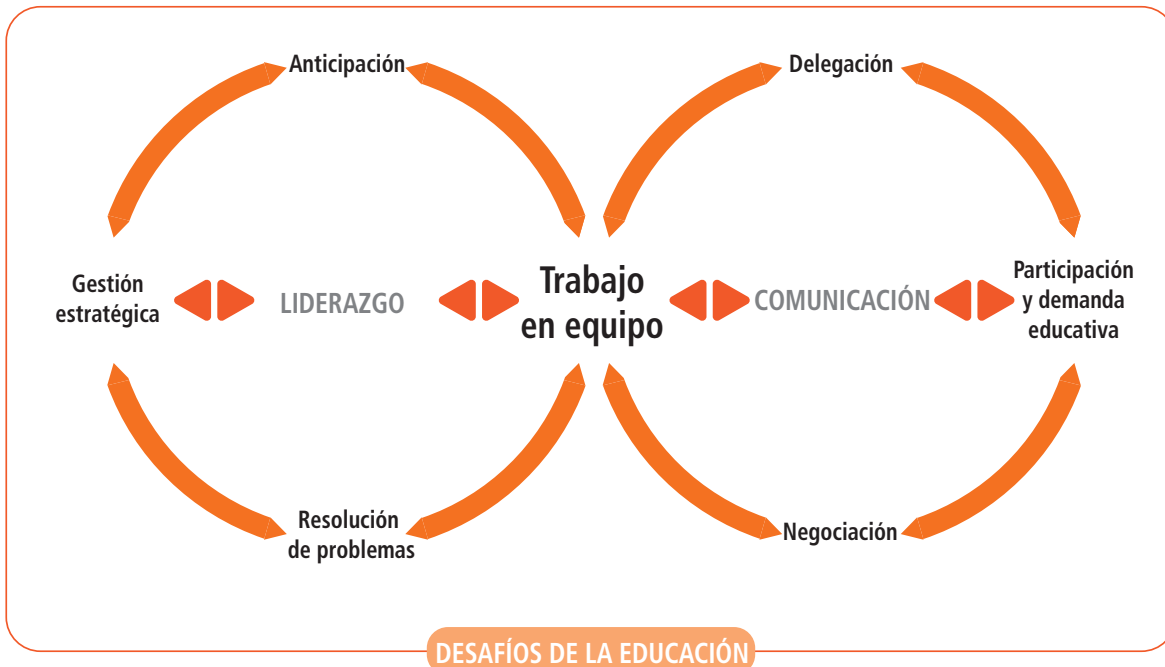 Anticipación
Delegación
Gestión
estratégica
LIDERAZGO
Trabajo
en equipo
COMUNICACIÓN
Participación
y demanda
educativa
Resolución
de problemas
Negociación
DESAFÍOS DE LA EDUCACIÓN